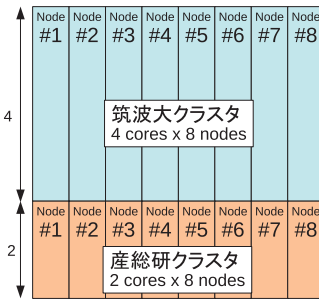 Node Node Node Node Node Node Node Node
#1 #2 #3 #4 #5 #6 #7 #8
4
筑波大クラスタ
4 cores x 8 nodes
Node Node Node Node Node Node Node Node
#1 #2 #3 #4 #5 #6 #7 #8
2
産総研クラスタ
2 cores x 8 nodes